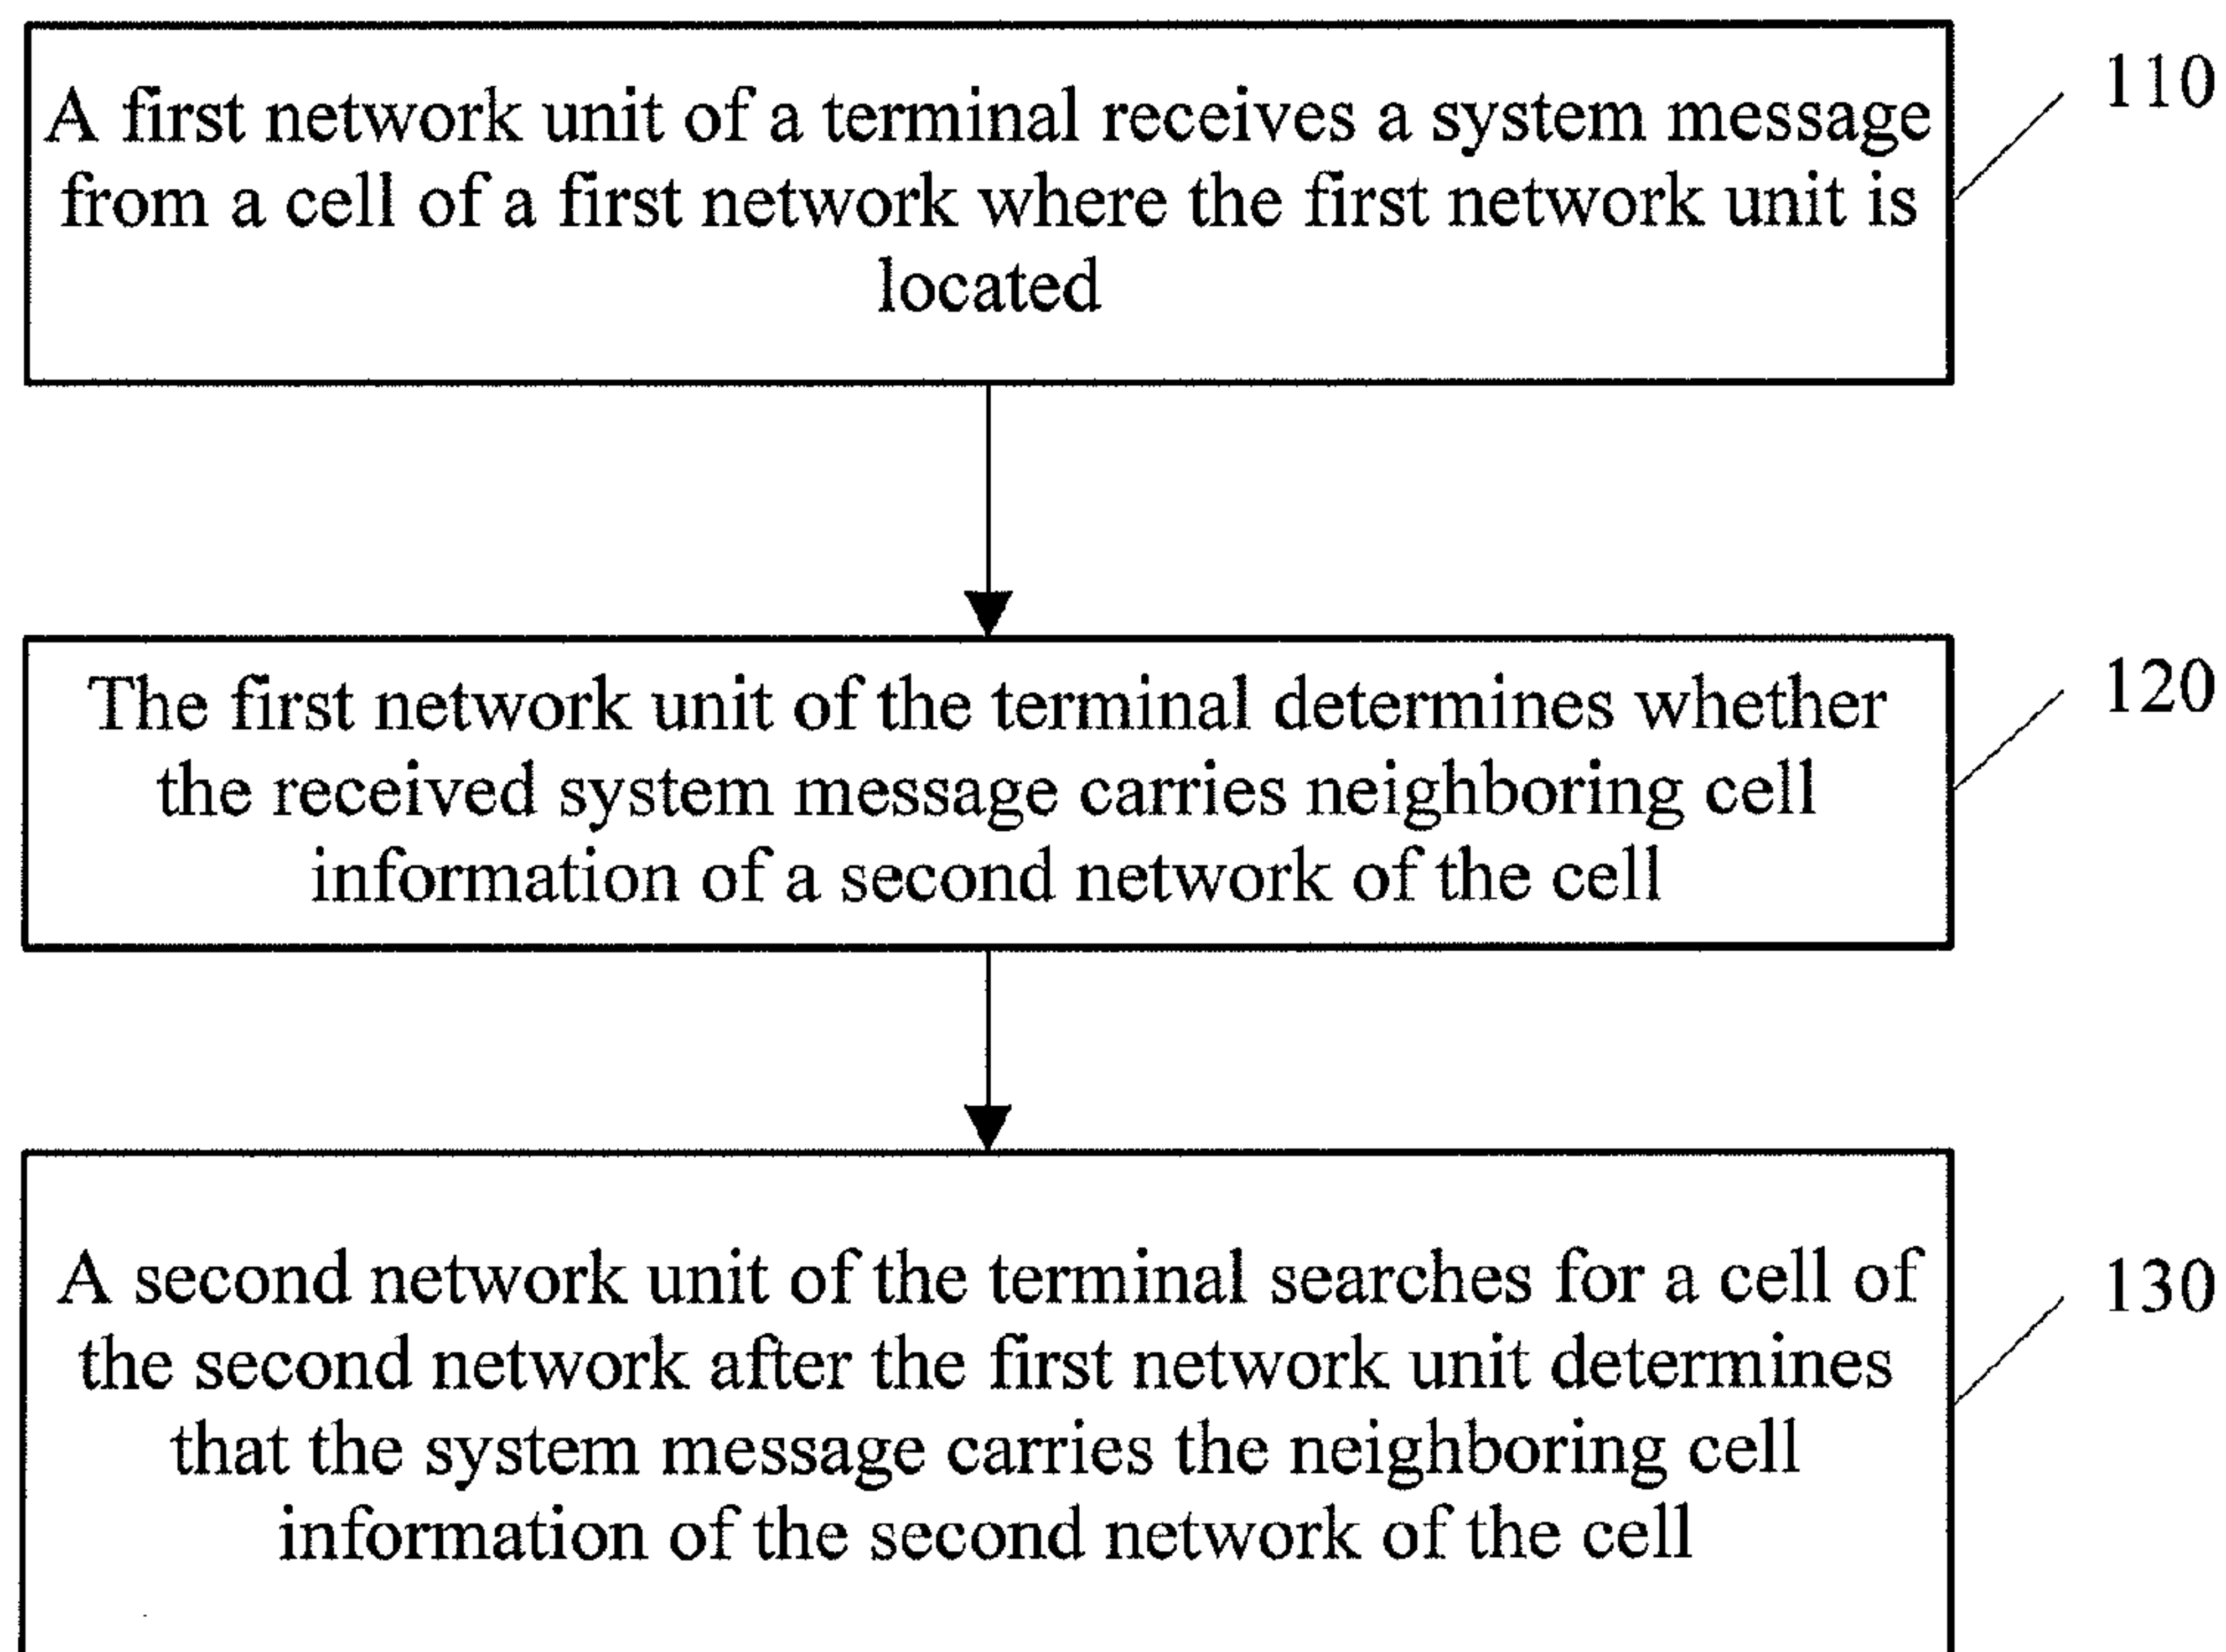 A first network unit of a terminal receives a system message
from a cell of a first network where the first network unit is
located
110
The first network unit of the terminal determines whether
the received system message carries neighboring cell
information of a second network of the cell
120
A second network unit of the terminal searches for a cell of
the second network after the first network unit determines
that the system message carries the neighboring cell
information of the second network of the cell
130